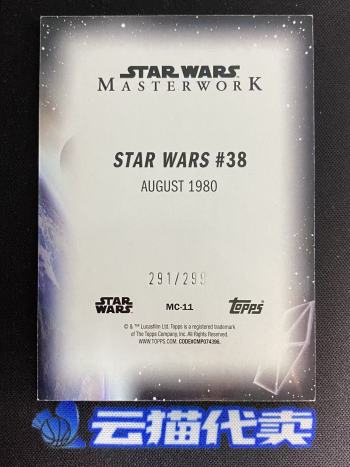 STAR WARS
MASTERWORK
STAR WARS #38
AUGUST 1980
291/299
STAR WARS
MC-11
topps
© & ™ Lucasfilm Ltd. Topps is a registered trademark
of The Topps Company, Inc. All Rights Reserved.
WWW.TOPPS.COM CODE#CMP074396.
云猫代卖